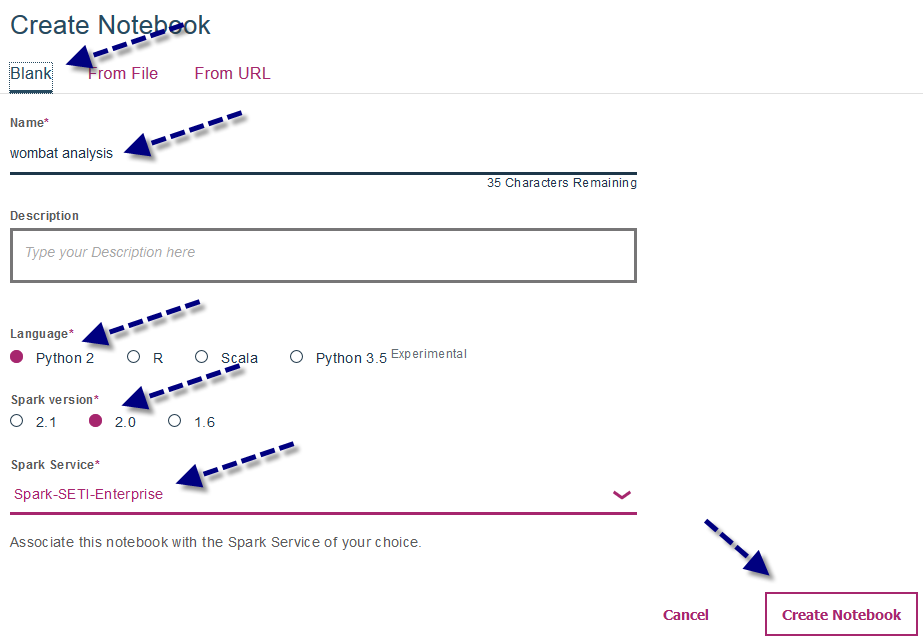 Create Notebook
Blank From File From URL
Name*
wombat analysis
35 Characters Remaining
Description
Type your Description here
Language*
Python 2 R Scala Python 3.5 Experimental
Spark version*
2.1 2.0 1.6
Spark Service*
Spark-SETI-Enterprise
Associate this notebook with the Spark Service of your choice.
Cancel Create Notebook